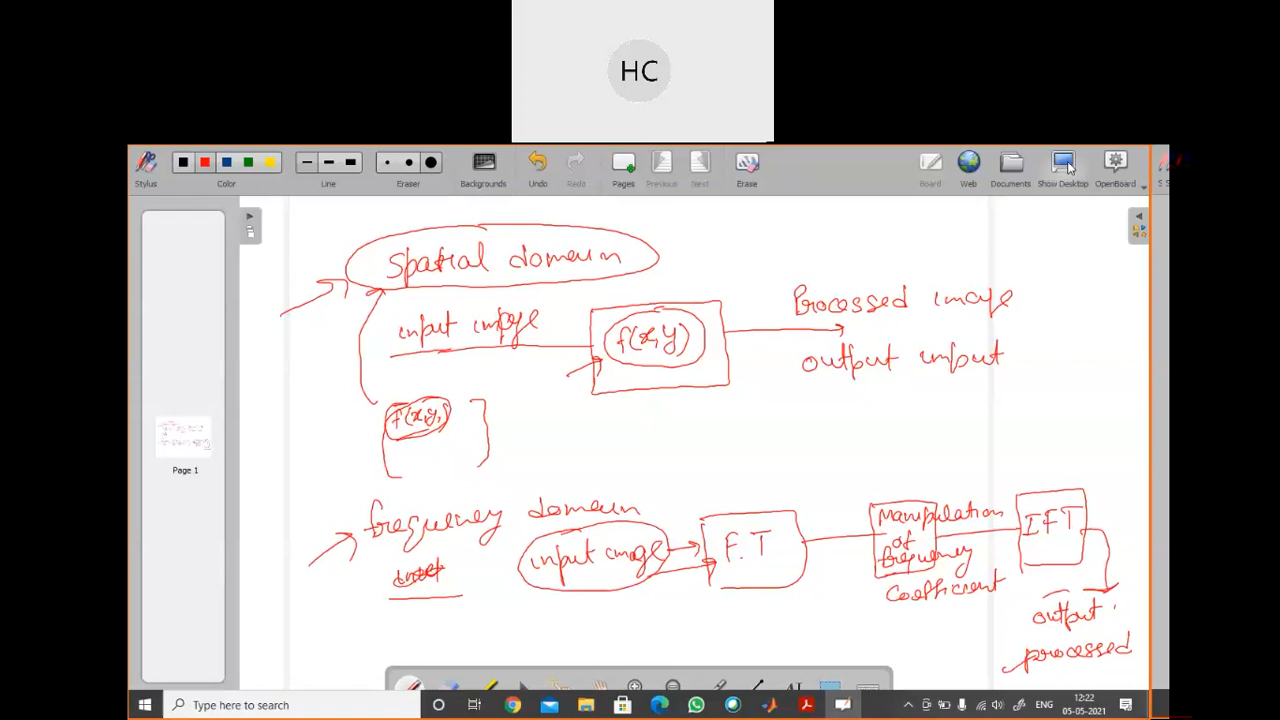 HC
Stylus Color Line Eraser Backgrounds Undo Redo Pages Previous Next Erase Board Web Documents Show Desktop OpenBoard
Spatial domain
input image
f(x,y)
Processed image
output input
f(x,y)
Page 1
frequency domain
input image
F.T
Manipulation
of
frequency
Coefficient
IFT
output
processed
Type here to search
ENG
12:22
05-05-2021